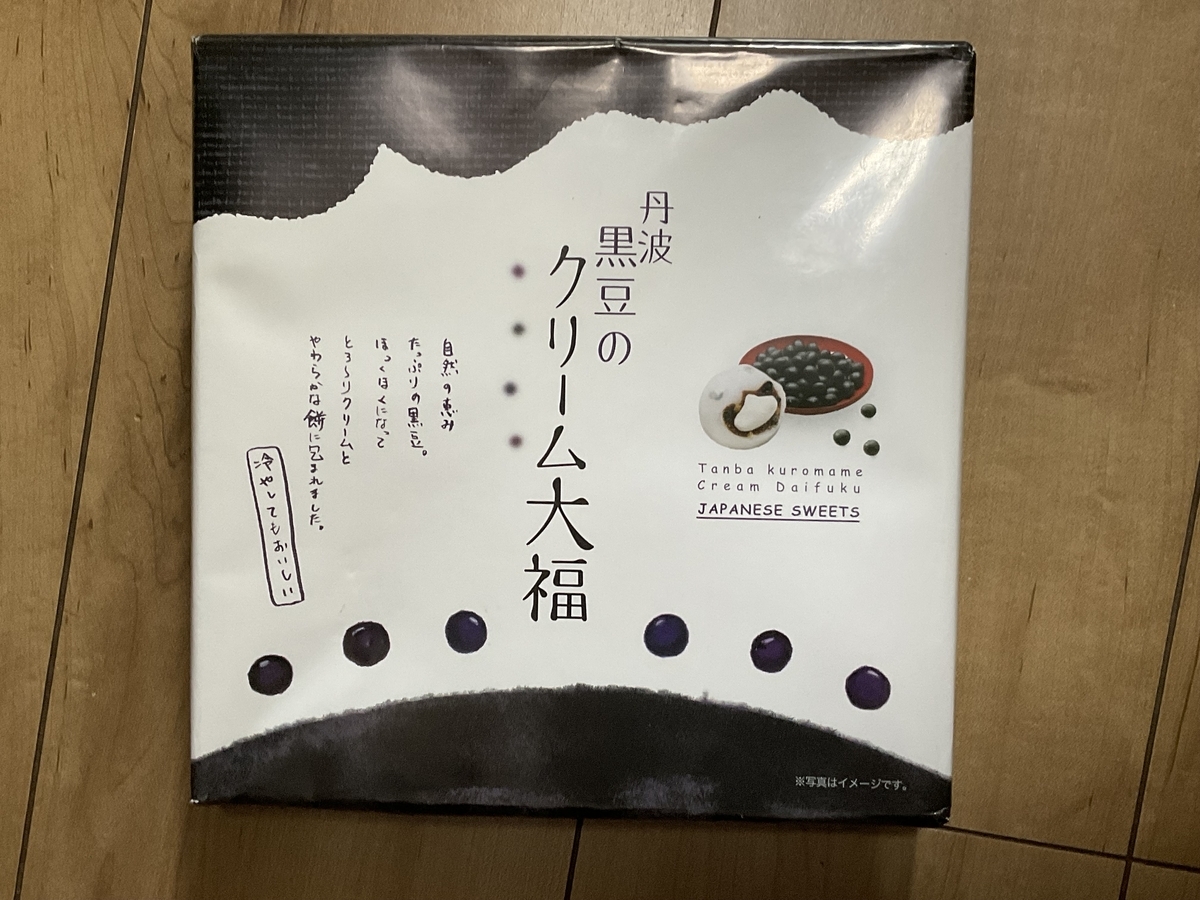 丹波
黒豆の
クリーム大福
自然の恵み
たっぷりの黒豆。
ほっくほくになって
とろ~りクリームと
やわらかな餅に包まれました。
冷やしてもおいしい
Tanba kuromame
Cream Daifuku
JAPANESE SWEETS
※写真はイメージです。